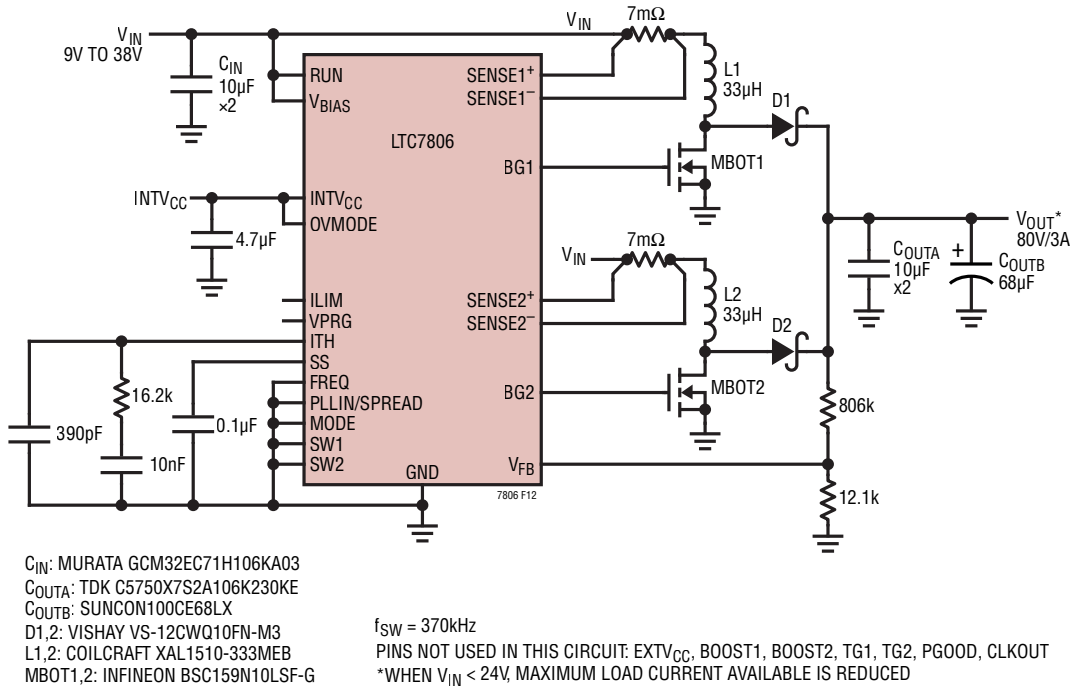 VIN
9V TO 38V
CIN
10µF
×2
RUN
VBIAS
LTC7806
SENSE1+
SENSE1–
VIN
7mΩ
L1
33µH
D1
BG1
MBOT1
INTVCC
INTVCC
OVMODE
4.7µF
VIN
7mΩ
SENSE2+
SENSE2–
L2
33µH
D2
VOUT*
80V/3A
COUTA
10µF
x2
+
COUTB
68µF
ILIM
VPRG
ITH
SS
FREQ
PLLIN/SPREAD
MODE
SW1
SW2
BG2
MBOT2
806k
16.2k
0.1µF
390pF
10nF
GND
VFB
12.1k
7806 F12
CIN: MURATA GCM32EC71H106KA03
COUTA: TDK C5750X7S2A106K230KE
COUTB: SUNCON100CE68LX
D1,2: VISHAY VS-12CWQ10FN-M3
L1,2: COILCRAFT XAL1510-333MEB
MBOT1,2: INFINEON BSC159N10LSF-G
fSW = 370kHz
PINS NOT USED IN THIS CIRCUIT: EXTVCC, BOOST1, BOOST2, TG1, TG2, PGOOD, CLKOUT
*WHEN VIN < 24V, MAXIMUM LOAD CURRENT AVAILABLE IS REDUCED